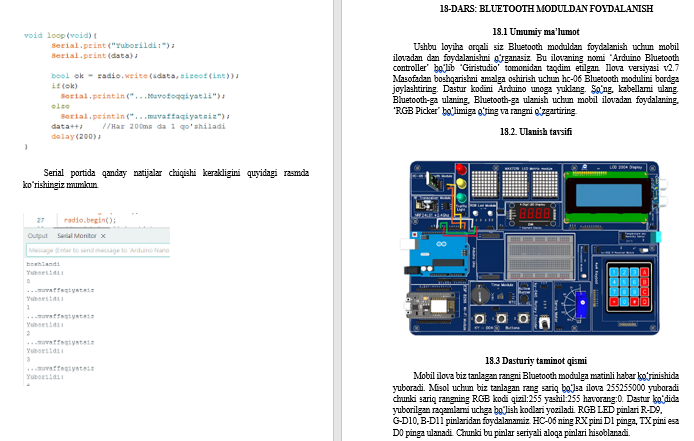 void loop(void){
Serial.print("Yuborildi:");
Serial.print(data);
bool ok = radio.write(&data,sizeof(int));
if(ok)
Serial.println("...Muvofoqqiyatli");
else
Serial.println("...muvaffaqiyatsiz");
data++; //Har 200ms da 1 qo'shiladi
delay(200);
}
Serial portida qanday natijalar chiqishi kerakligini quyidagi rasmda
ko'rishingiz mumkun.
27 radio.begin();
Output Serial Monitor ×
Message (Enter to send message to 'Arduino Nano
boshlandi
Yuborildi:
0
...muvaffaqiyatsiz
Yuborildi:
1
...muvaffaqiyatsiz
Yuborildi:
2
...muvaffaqiyatsiz
Yuborildi:
3
...muvaffaqiyatsiz
Yuborildi:
18-DARS: BLUETOOTH MODULDAN FOYDALANISH
18.1 Umumiy ma'lumot
Ushbu loyiha orqali siz Bluetooth moduldan foydalanish uchun mobil
ilovadan dan foydalanishni o'rganasiz. Bu ilovaning nomi 'Arduino Bluetooth
controller' bo'lib 'Giristudio' tomonidan taqdim etilgan. Ilova versiyasi v2.7
Masofadan boshqarishni amalga oshirish uchun hc-06 Bluetooth modulini bordga
joylashtiring. Dastur kodini Arduino unoga yuklang. So'ng, kabellarni ulang.
Bluetooth-ga ulaning, Bluetooth-ga ulanish uchun mobil ilovadan foydalaning,
'RGB Picker' bo'limiga o'ting va rangni o'zgartiring.
18.2. Ulanish tavsifi
LCD 2004 Display
18.3 Dasturiy taminot qismi
Mobil ilova biz tanlagan rangni Bluetooth modulga matinli habar ko'rinishida
yuboradi. Misol uchun biz tanlagan rang sariq bo'lsa ilova 255255000 yuboradi
chunki sariq rangning RGB kodi qizil:255 yashil:255 havorang:0. Dastur ko'dida
yuborilgan raqamlarni uchga bo'lish kodlari yoziladi. RGB LED pinlari R-D9,
G-D10, B-D11 pinlaridan foydalanamiz. HC-06 ning RX pini D1 pinga, TX pini esa
D0 pinga ulanadi. Chunki bu pinlar seriyali aloqa pinlari hisoblanadi.